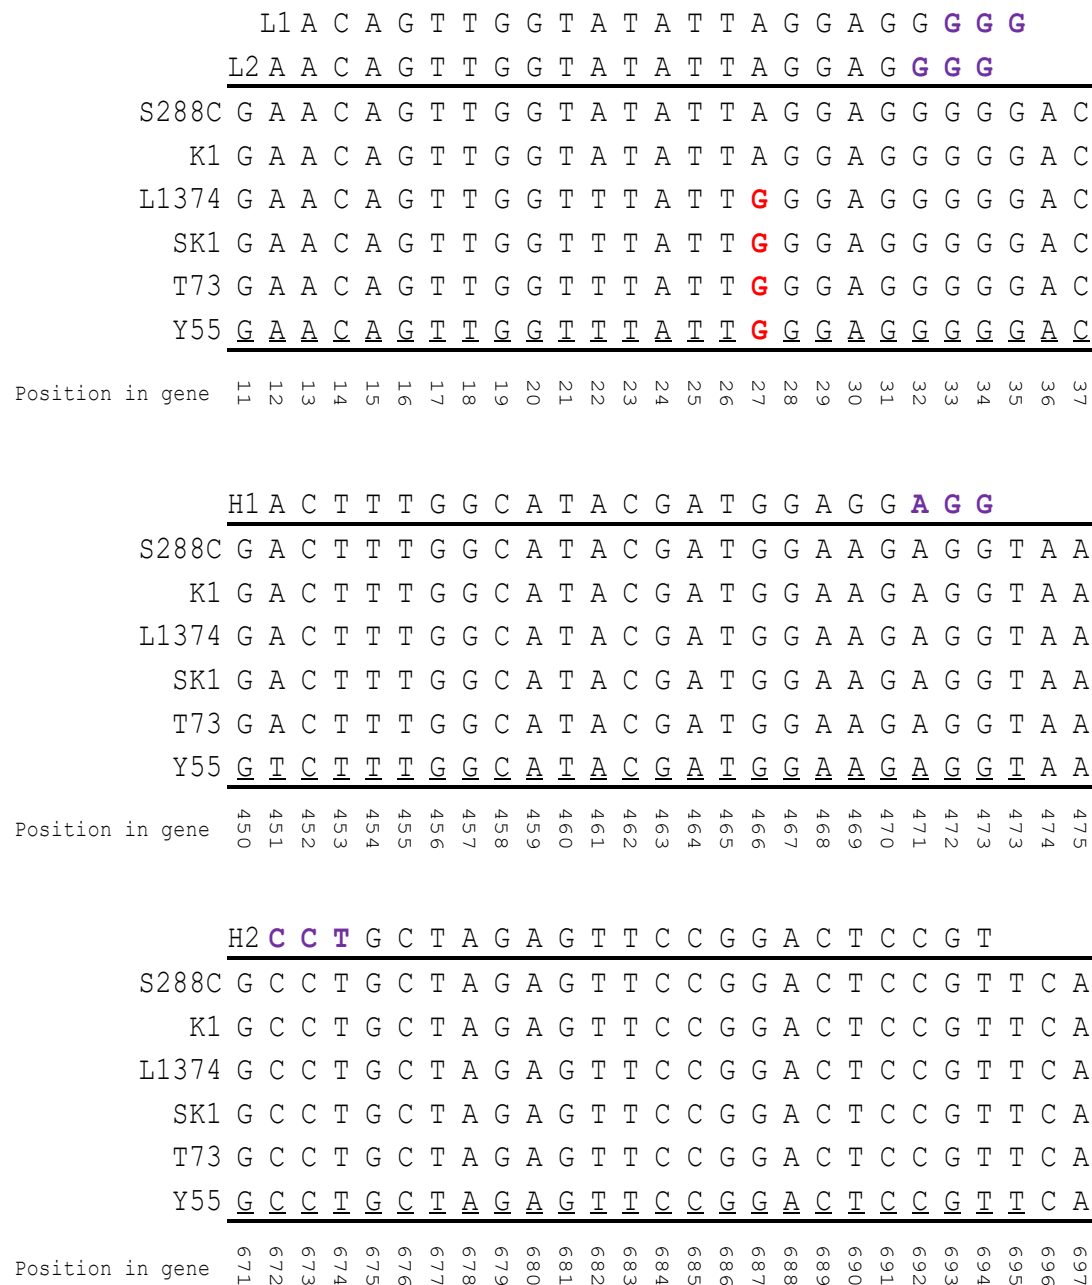 L1 A C A G T T G G T A T A T T A G G A G G G G G
L2 A A C A G T T G G T A T A T T A G G A G G G G
S288C G A A C A G T T G G T A T A T T A G G A G G G G G A C
K1 G A A C A G T T G G T A T A T T A G G A G G G G G A C
L1374 G A A C A G T T G G T T T A T T G G G A G G G G G A C
SK1 G A A C A G T T G G T T T A T T G G G A G G G G G A C
T73 G A A C A G T T G G T T T A T T G G G A G G G G G A C
Y55 G A A C A G T T G G T T T A T T G G G A G G G G G A C
Position in gene 11 12 13 14 15 16 17 18 19 20 21 22 23 24 25 26 27 28 29 30 31 32 33 34 35 36 37
H1 A C T T T G G C A T A C G A T G G A G G A G G
S288C G A C T T T G G C A T A C G A T G G A A G A G G T A A
K1 G A C T T T G G C A T A C G A T G G A A G A G G T A A
L1374 G A C T T T G G C A T A C G A T G G A A G A G G T A A
SK1 G A C T T T G G C A T A C G A T G G A A G A G G T A A
T73 G A C T T T G G C A T A C G A T G G A A G A G G T A A
Y55 G T C T T T G G C A T A C G A T G G A A G A G G T A A
Position in gene 450 451 452 453 454 455 456 457 458 459 460 461 462 463 464 465 466 467 468 469 470 471 472 473 473 474 475
H2 C C T G C T A G A G T T C C G G A C T C C G T
S288C G C C T G C T A G A G T T C C G G A C T C C G T T C A
K1 G C C T G C T A G A G T T C C G G A C T C C G T T C A
L1374 G C C T G C T A G A G T T C C G G A C T C C G T T C A
SK1 G C C T G C T A G A G T T C C G G A C T C C G T T C A
T73 G C C T G C T A G A G T T C C G G A C T C C G T T C A
Y55 G C C T G C T A G A G T T C C G G A C T C C G T T C A
Position in gene 671 672 673 674 675 676 677 678 679 680 681 682 683 684 685 686 687 688 689 690 691 692 693 694 695 696 697